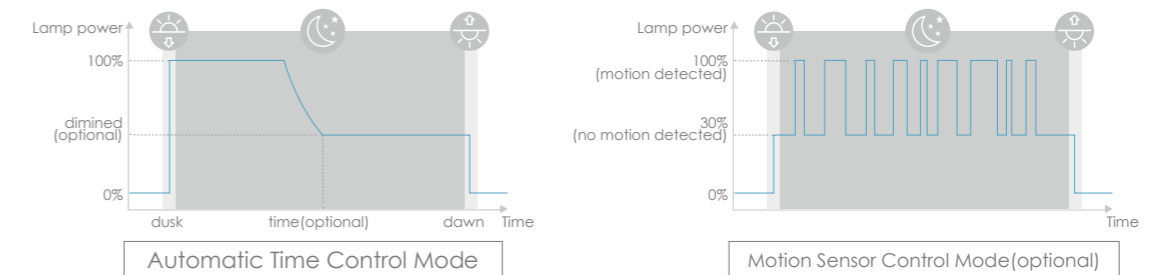 Lamp power
100%
dimined
(optional)
0%
dusk
time(optional)
dawn
Time
Automatic Time Control Mode
Lamp power
100%
(motion detected)
30%
(no motion detected)
0%
Time
Motion Sensor Control Mode(optional)